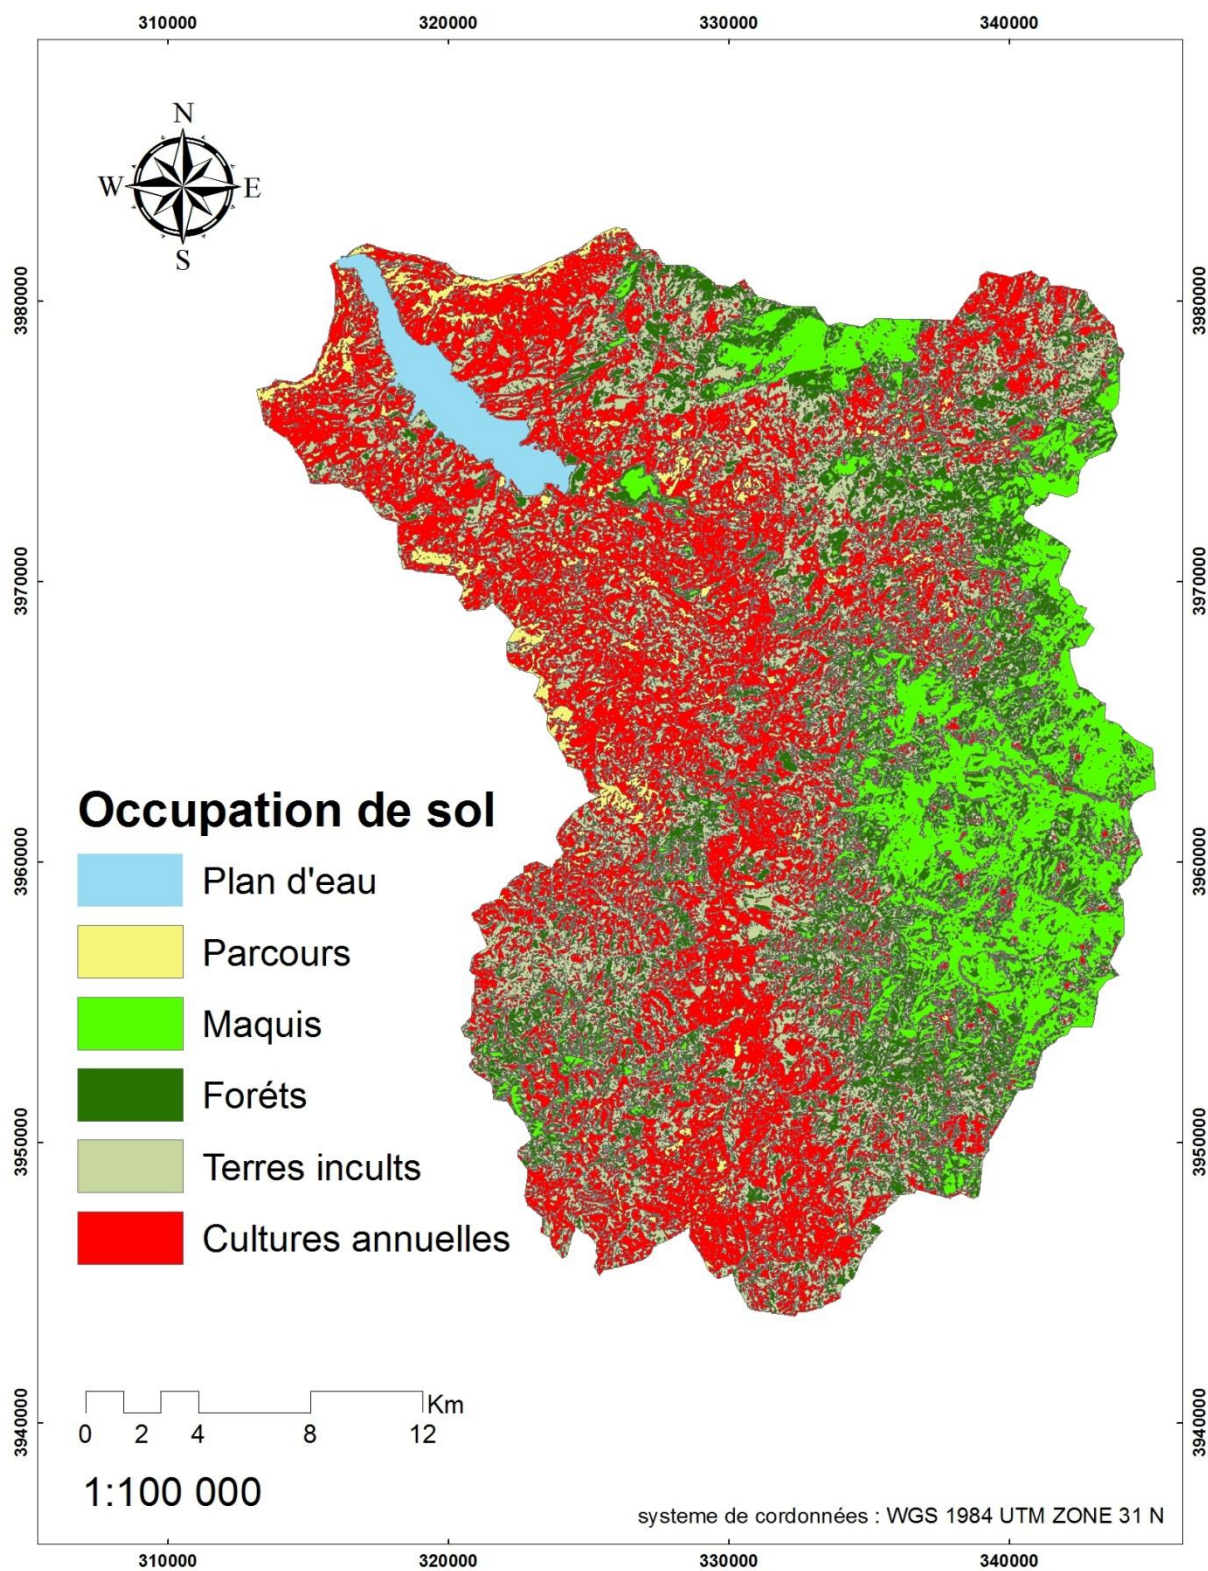 310000 320000 330000 340000
N
W E
S
3980000 3980000
3970000 3970000
Occupation de sol
Plan d'eau
3960000 3960000
Parcours
Maquis
Foréts
3950000 3950000
Terres incults
Cultures annuelles
Km
3940000 3940000
0 2 4 8 12
1:100 000
systeme de cordonnées : WGS 1984 UTM ZONE 31 N
310000 320000 330000 340000